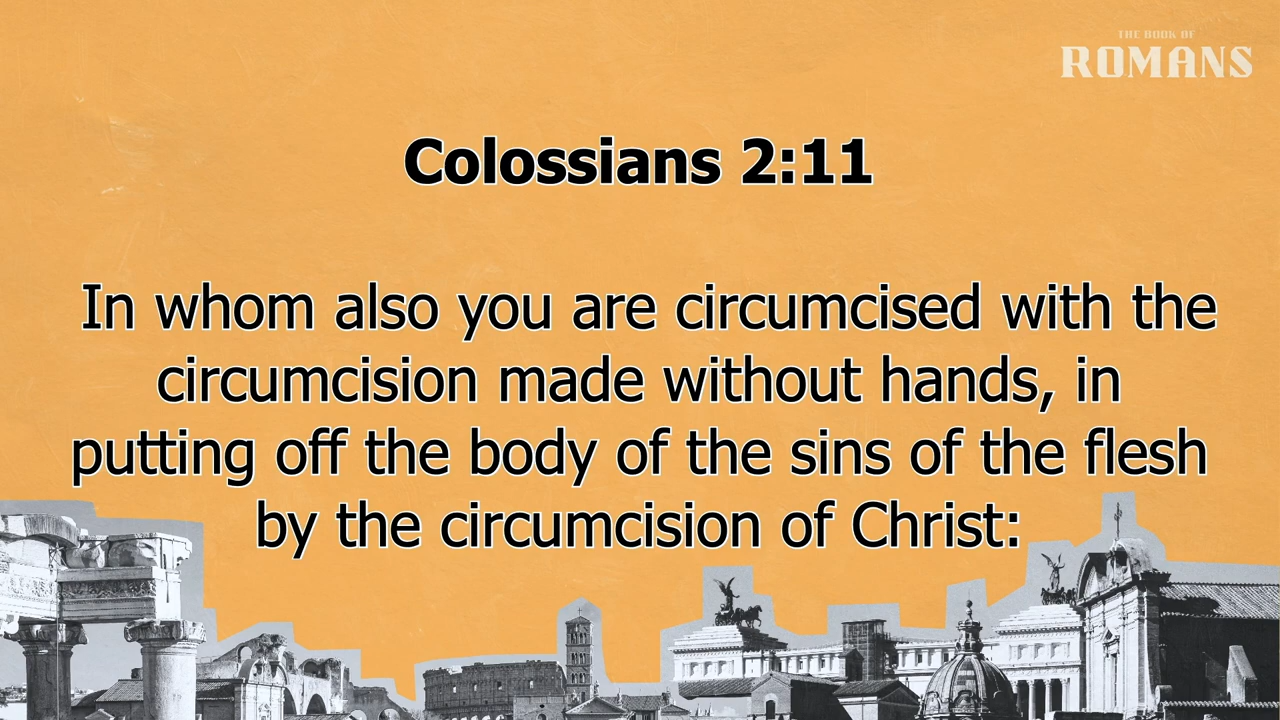 THE BOOK OF
ROMANS
Colossians 2:11
In whom also you are circumcised with the
circumcision made without hands, in
putting off the body of the sins of the flesh
by the circumcision of Christ: